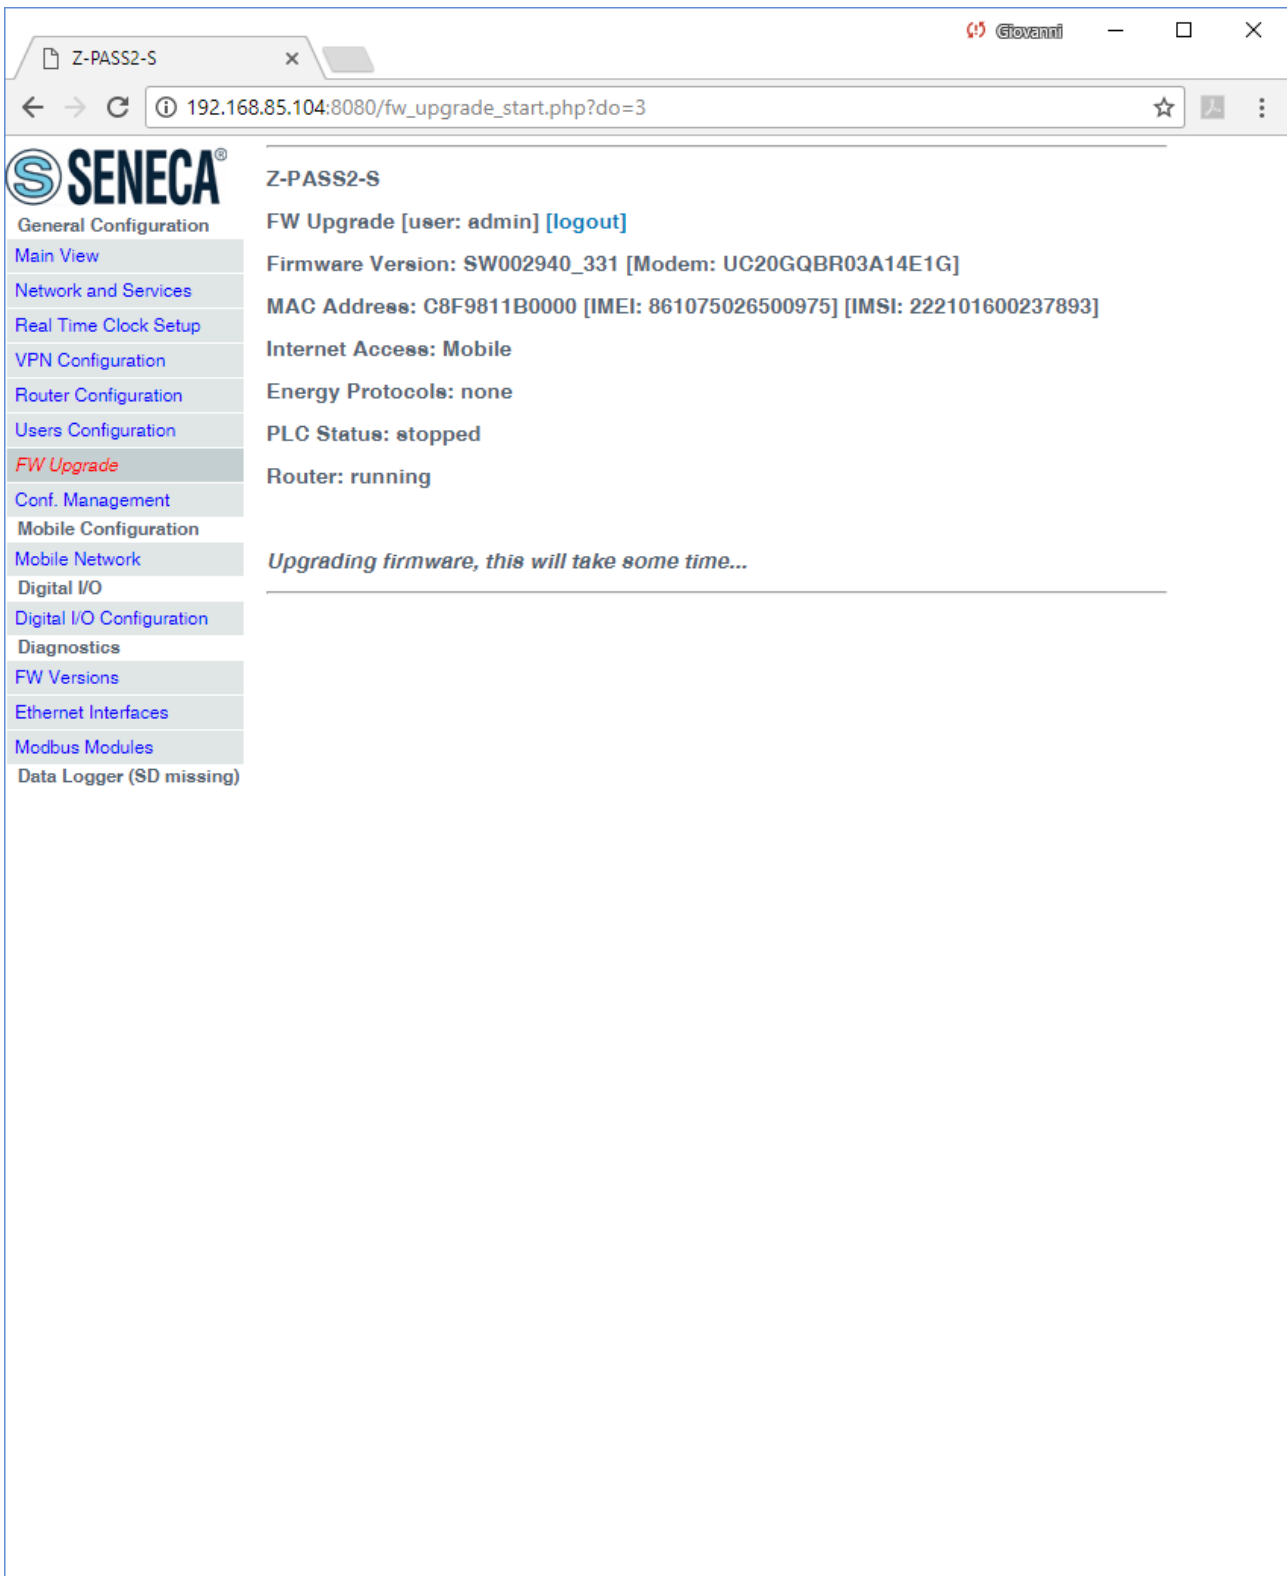 Giovanni
Z-PASS2-S
192.168.85.104:8080/fw_upgrade_start.php?do=3
SENECA®
General Configuration
Main View
Network and Services
Real Time Clock Setup
VPN Configuration
Router Configuration
Users Configuration
FW Upgrade
Conf. Management
Mobile Configuration
Mobile Network
Digital I/O
Digital I/O Configuration
Diagnostics
FW Versions
Ethernet Interfaces
Modbus Modules
Data Logger (SD missing)
Z-PASS2-S
FW Upgrade [user: admin] [logout]
Firmware Version: SW002940_331 [Modem: UC20GQBR03A14E1G]
MAC Address: C8F9811B0000 [IMEI: 861075026500975] [IMSI: 222101600237893]
Internet Access: Mobile
Energy Protocols: none
PLC Status: stopped
Router: running
Upgrading firmware, this will take some time...